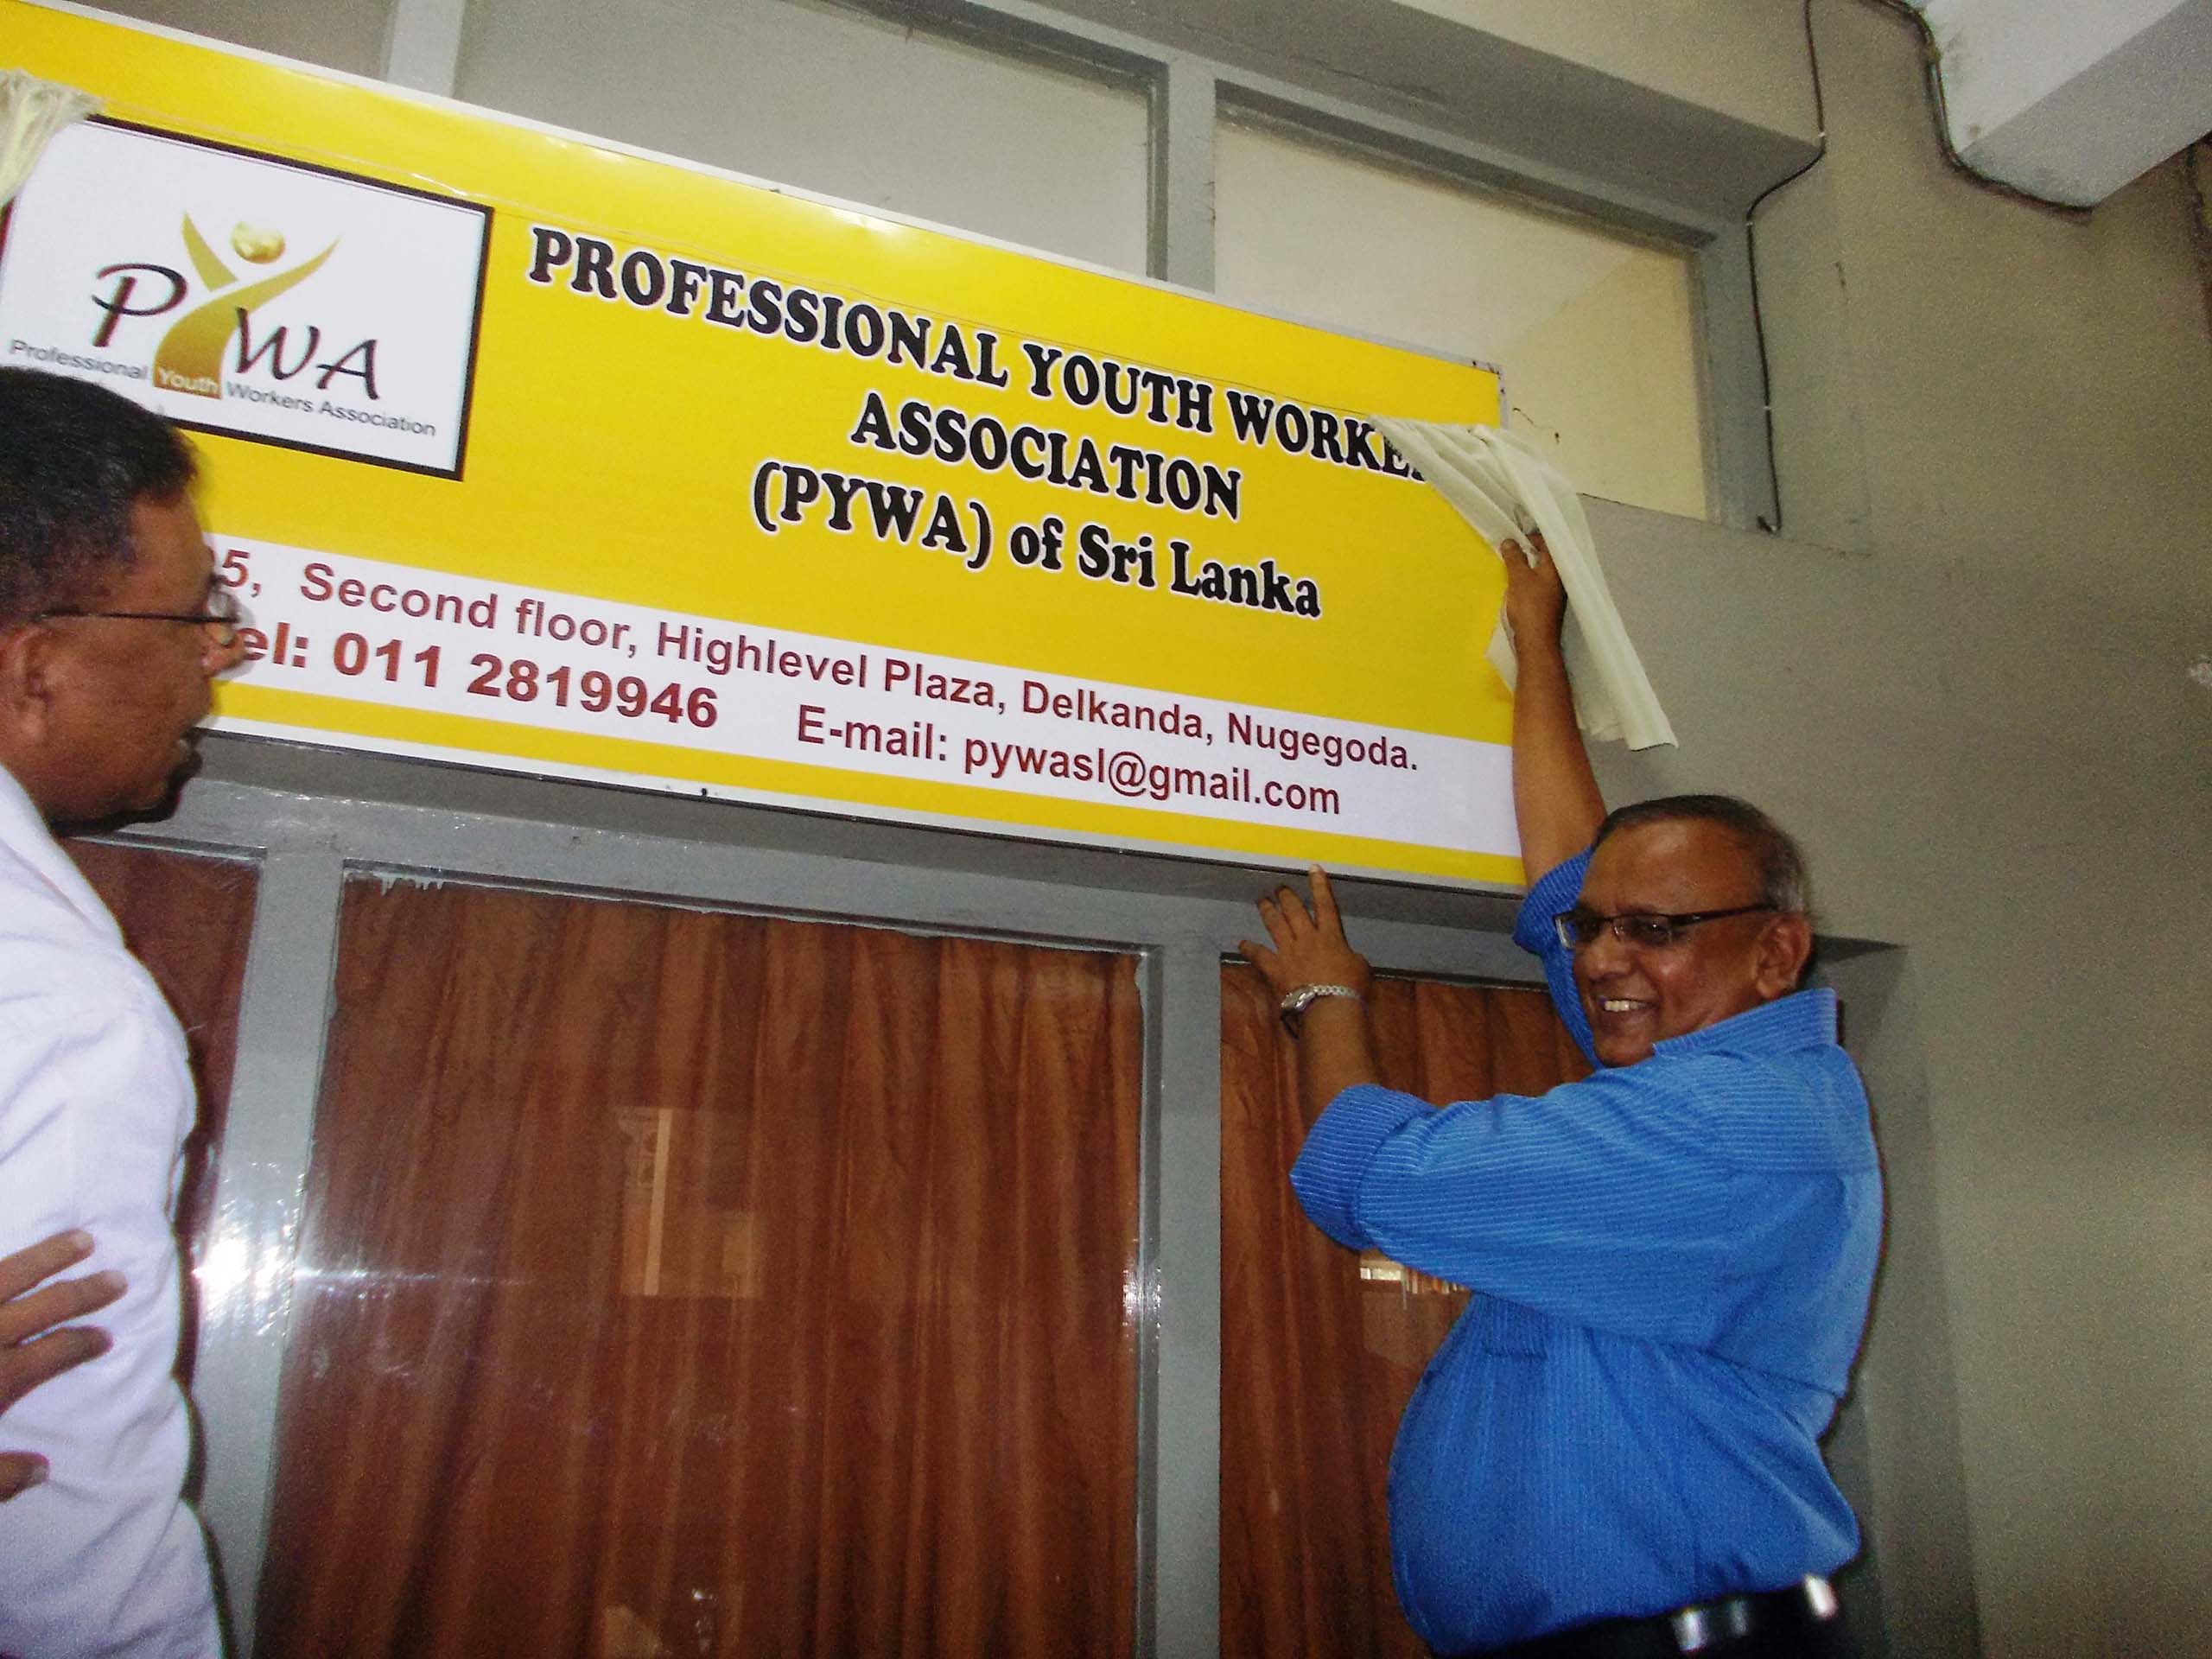 PYWA
Professional Youth Workers Association
PROFESSIONAL YOUTH
ASSOCIATION
(PYWA) of Sri Lanka
Second floor, Highlevel Plaza, Delkanda, Nugegoda.
011 2819946 E-mail: pywasl@gmail.com